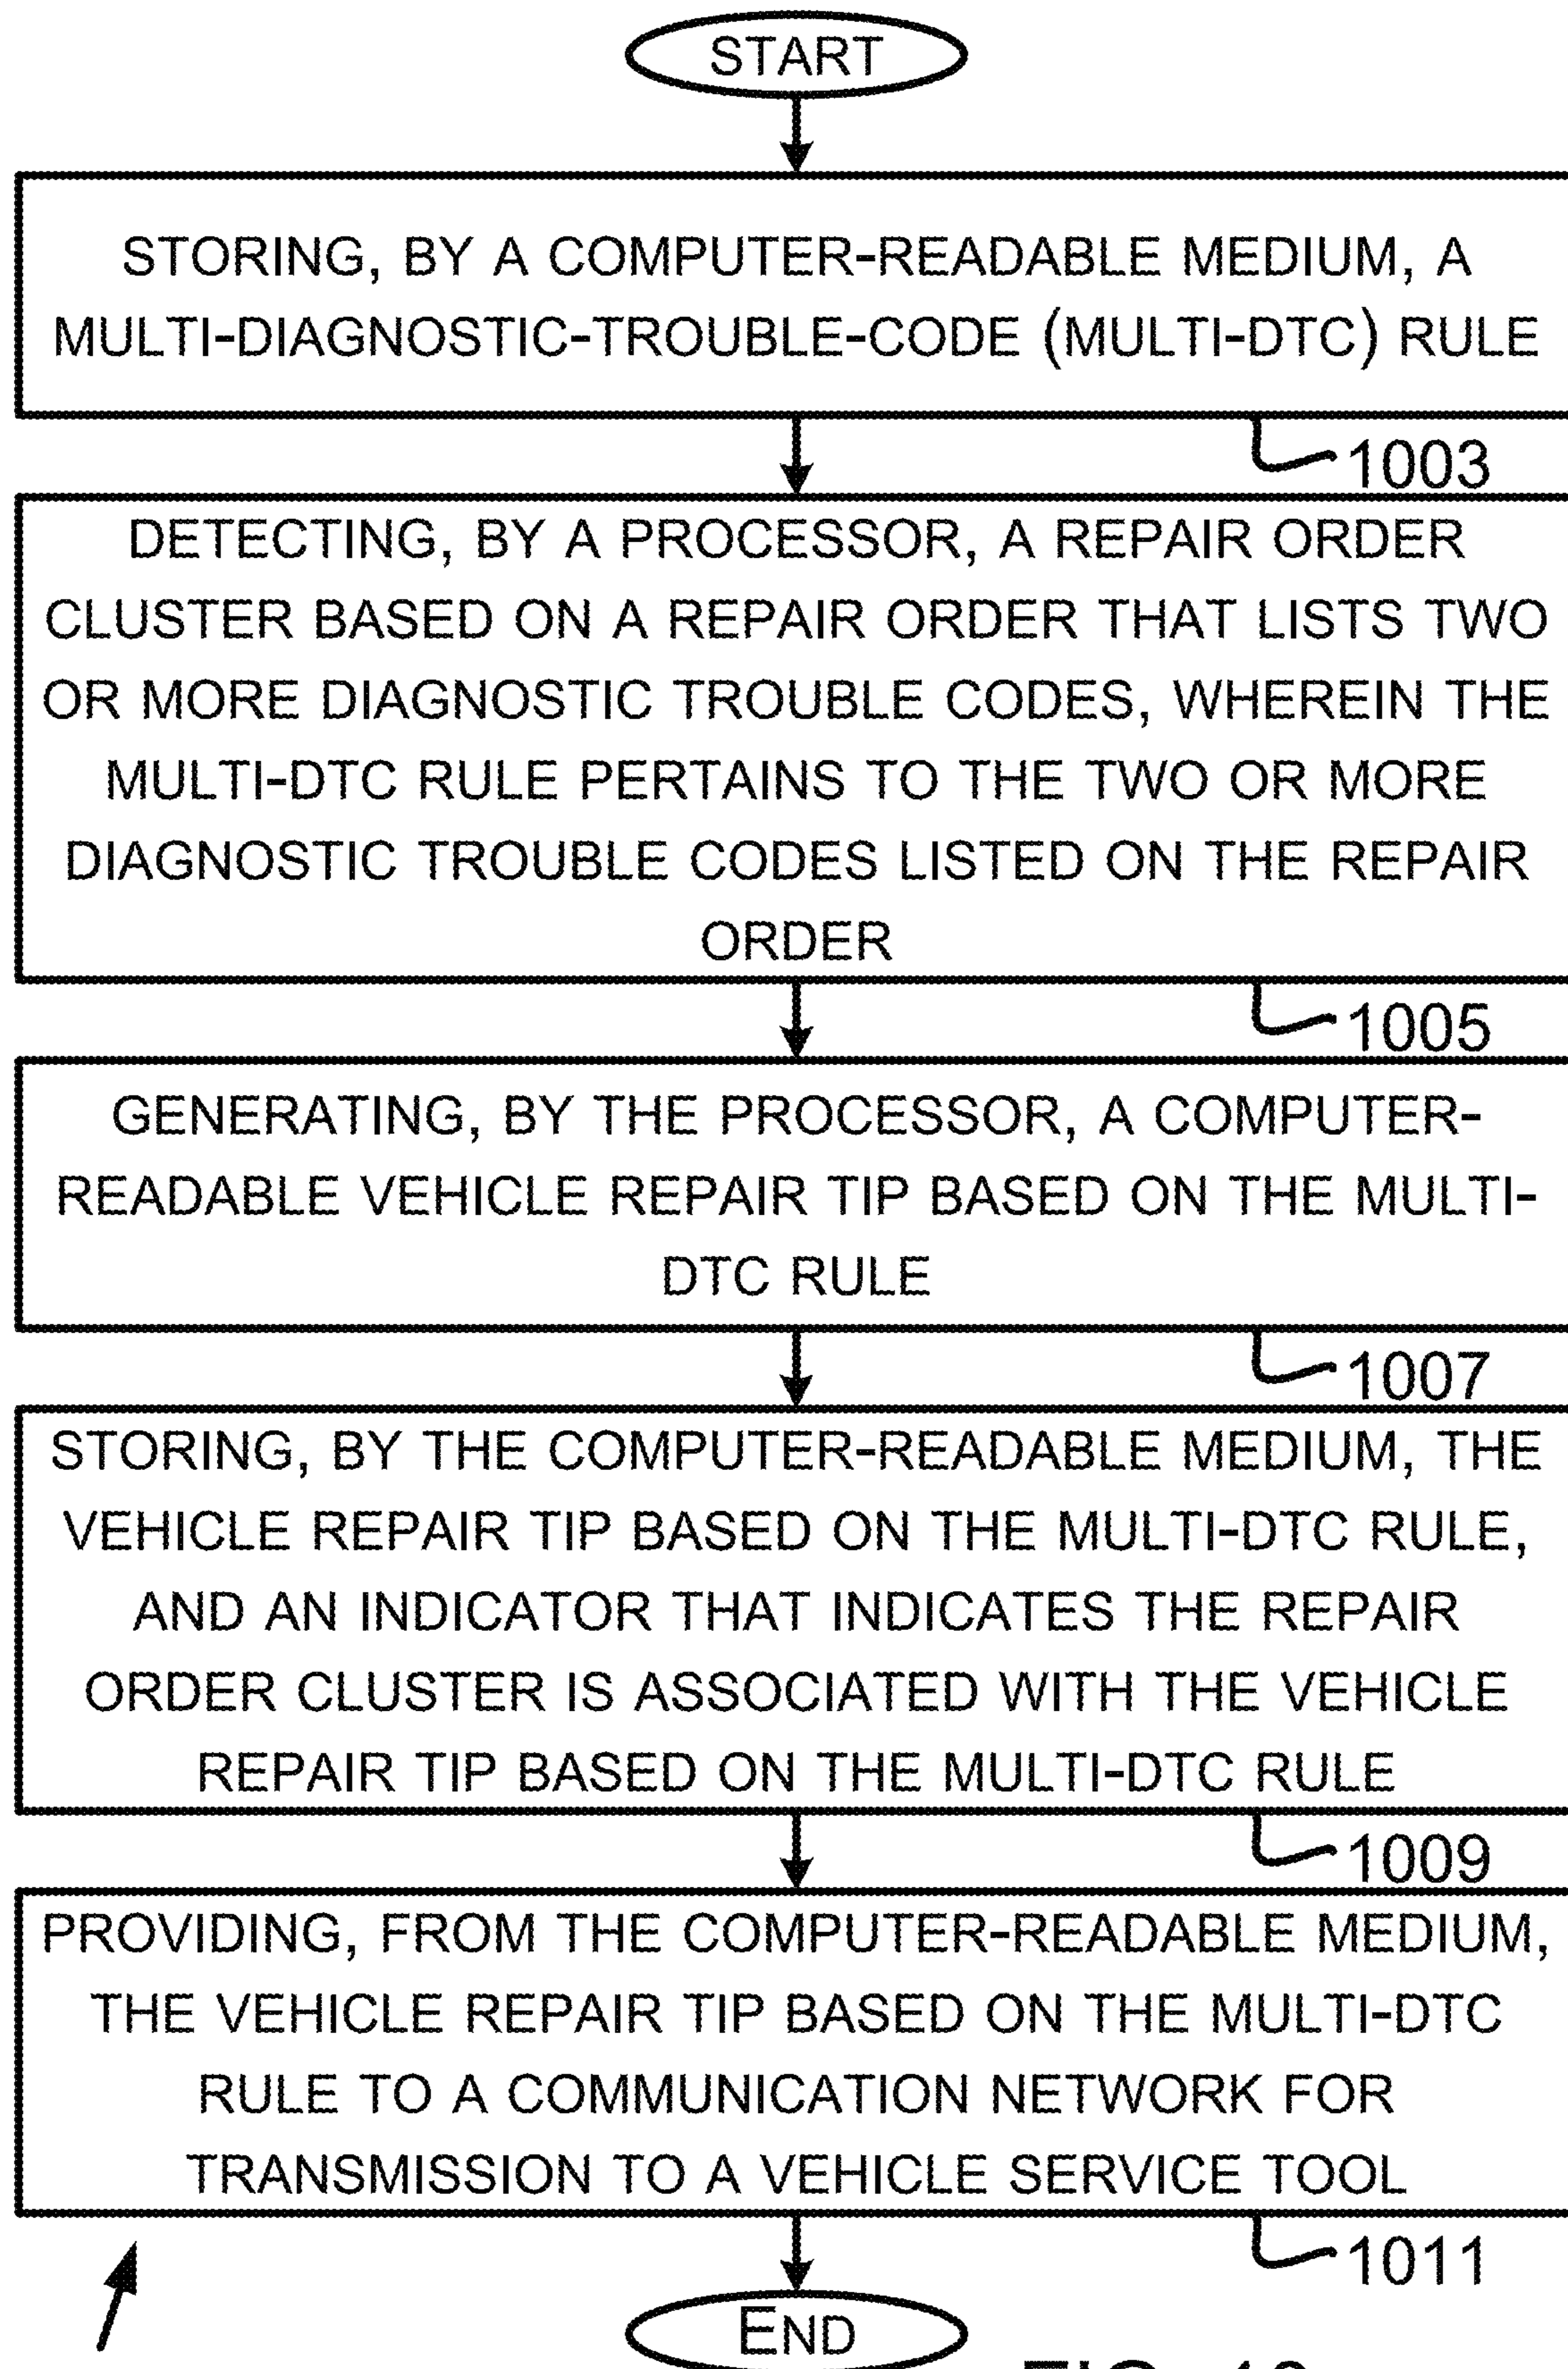 START
STORING, BY A COMPUTER-READABLE MEDIUM, A
MULTI-DIAGNOSTIC-TROUBLE-CODE (MULTI-DTC) RULE
1003
DETECTING, BY A PROCESSOR, A REPAIR ORDER
CLUSTER BASED ON A REPAIR ORDER THAT LISTS TWO
OR MORE DIAGNOSTIC TROUBLE CODES, WHEREIN THE
MULTI-DTC RULE PERTAINS TO THE TWO OR MORE
DIAGNOSTIC TROUBLE CODES LISTED ON THE REPAIR
ORDER
1005
GENERATING, BY THE PROCESSOR, A COMPUTER-
READABLE VEHICLE REPAIR TIP BASED ON THE MULTI-
DTC RULE
1007
STORING, BY THE COMPUTER-READABLE MEDIUM, THE
VEHICLE REPAIR TIP BASED ON THE MULTI-DTC RULE,
AND AN INDICATOR THAT INDICATES THE REPAIR
ORDER CLUSTER IS ASSOCIATED WITH THE VEHICLE
REPAIR TIP BASED ON THE MULTI-DTC RULE
1009
PROVIDING, FROM THE COMPUTER-READABLE MEDIUM,
THE VEHICLE REPAIR TIP BASED ON THE MULTI-DTC
RULE TO A COMMUNICATION NETWORK FOR
TRANSMISSION TO A VEHICLE SERVICE TOOL
1011
END